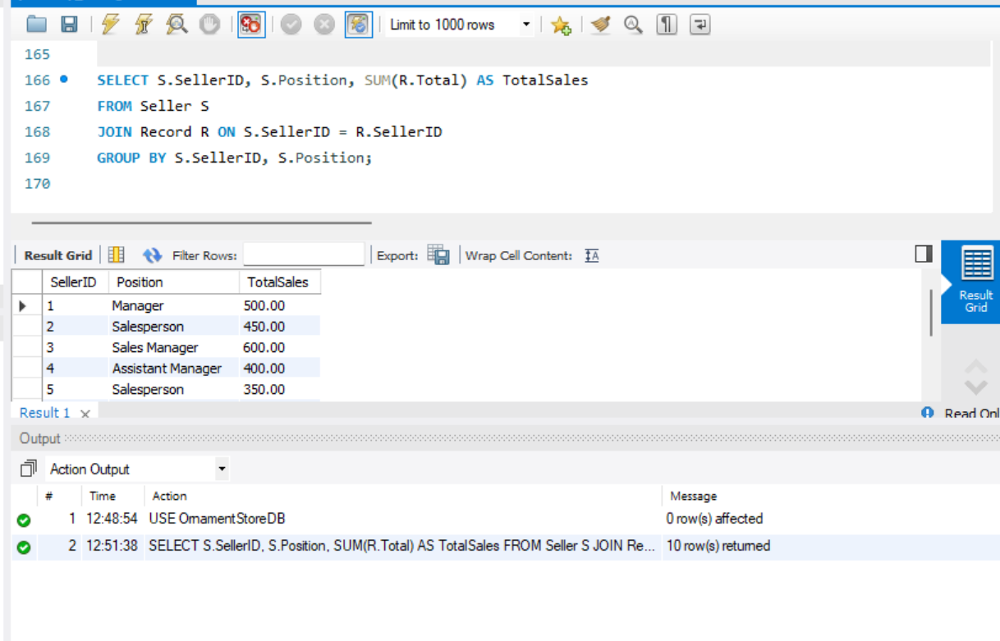 Limit to 1000 rows
165
166 SELECT S.SellerID, S.Position, SUM(R.Total) AS TotalSales
167 FROM Seller S
168 JOIN Record R ON S.SellerID = R.SellerID
169 GROUP BY S.SellerID, S.Position;
170
Result Grid Filter Rows: Export: Wrap Cell Content: IA
SellerID Position TotalSales
1 Manager 500.00
2 Salesperson 450.00
3 Sales Manager 600.00
4 Assistant Manager 400.00
5 Salesperson 350.00
Result
Grid
Result 1 × Read Onl
Output
Action Output
# Time Action Message
1 12:48:54 USE OrnamentStoreDB 0 row(s) affected
2 12:51:38 SELECT S.SellerID, S.Position, SUM(R.Total) AS TotalSales FROM Seller S JOIN Re... 10 row(s) returned